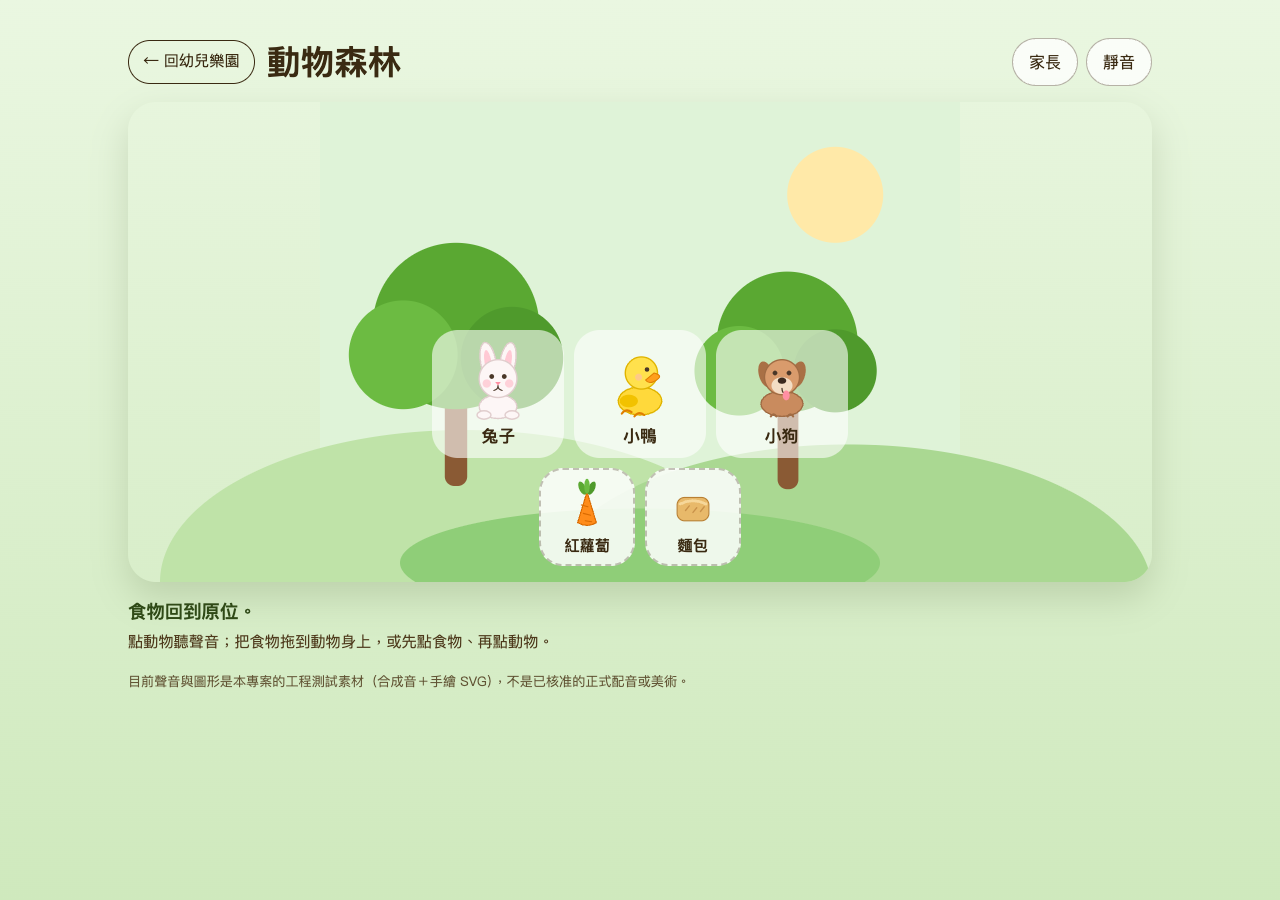 ← 回幼兒樂園
動物森林
家長
靜音
兔子
小鴨
小狗
紅蘿蔔
麵包
食物回到原位。
點動物聽聲音；把食物拖到動物身上，或先點食物、再點動物。
目前聲音與圖形是本專案的工程測試素材（合成音＋手繪 SVG），不是已核准的正式配音或美術。